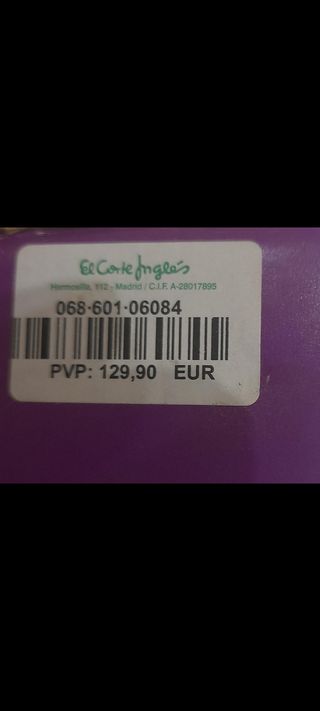 El Corte Inglés
Hermosilla, 112 - Madrid / C.I.F. A-28017895
068-601-06084
PVP: 129,90 EUR